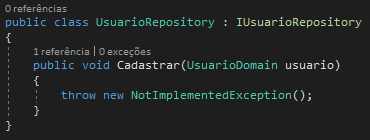 0 referências
public class UsuarioRepository : IUsuarioRepository
{
1 referência | 0 exceções
public void Cadastrar(UsuarioDomain usuario)
{
throw new NotImplementedException();
}
}